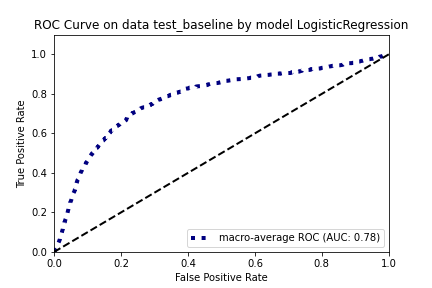 ROC Curve on data test_baseline by model LogisticRegression
True Positive Rate
1.0
0.8
0.6
0.4
0.2
0.0
macro-average ROC (AUC: 0.78)
0.0 0.2 0.4 0.6 0.8 1.0
False Positive Rate